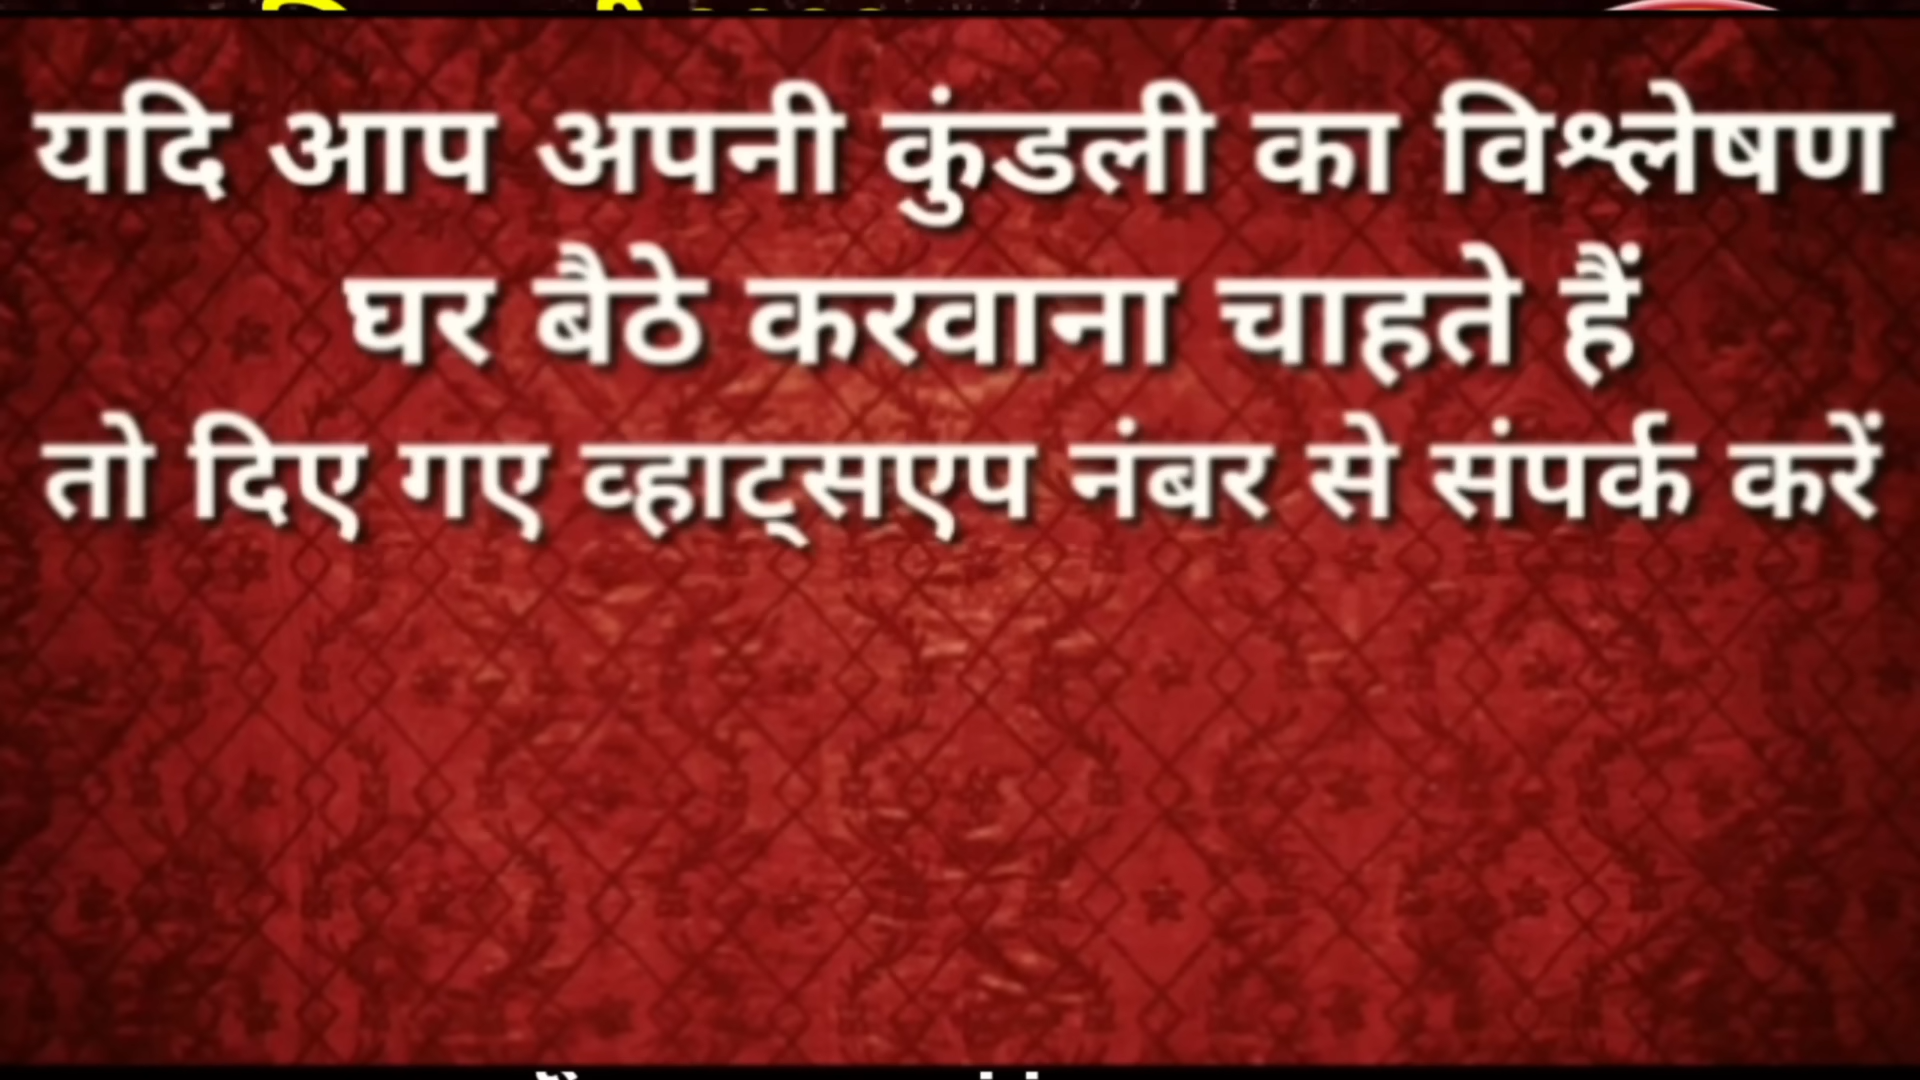 यदि आप अपनी कुंडली का विश्लेषण
घर बैठे करवाना चाहते हैं
तो दिए गए व्हाट्सएप नंबर से संपर्क करें